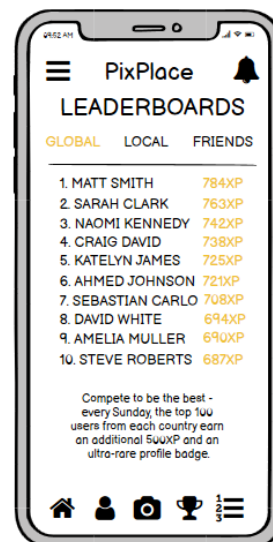 09:52 AM
PixPlace
LEADERBOARDS
GLOBAL LOCAL FRIENDS
1. MATT SMITH 784XP
2. SARAH CLARK 763XP
3. NAOMI KENNEDY 742XP
4. CRAIG DAVID 738XP
5. KATELYN JAMES 725XP
6. AHMED JOHNSON 721XP
7. SEBASTIAN CARLO 708XP
8. DAVID WHITE 694XP
9. AMELIA MULLER 690XP
10. STEVE ROBERTS 687XP
Compete to be the best -
every Sunday, the top 100
users from each country earn
an additional 500XP and an
ultra-rare profile badge.
1
2
3